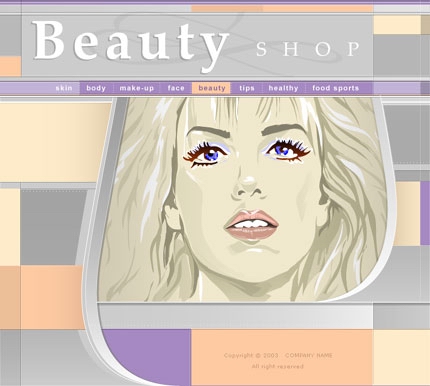 Beauty SHOP
skin body make-up face beauty tips healthy food sports
Copyright © 2003 COMPANY NAME
All right reserved